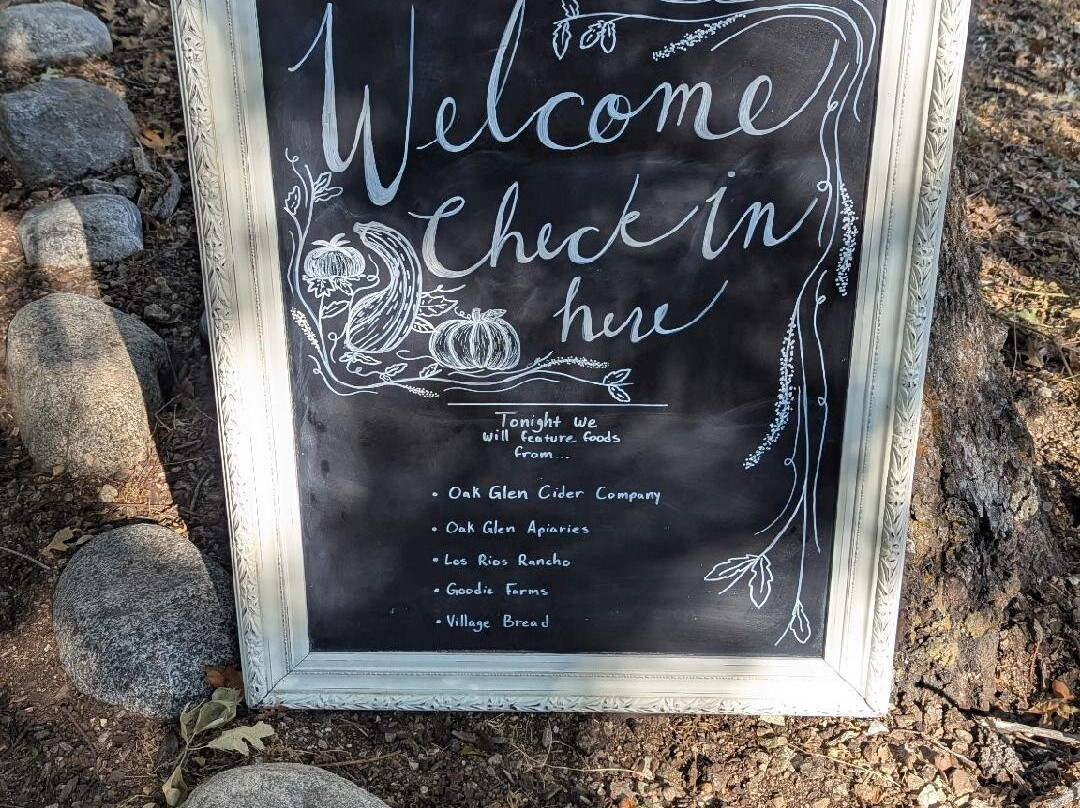 Welcome
Check in
here
Tonight we
will feature foods
from...
• Oak Glen Cider Company
• Oak Glen Apiaries
• Los Rios Rancho
• Goodie Farms
• Village Bread